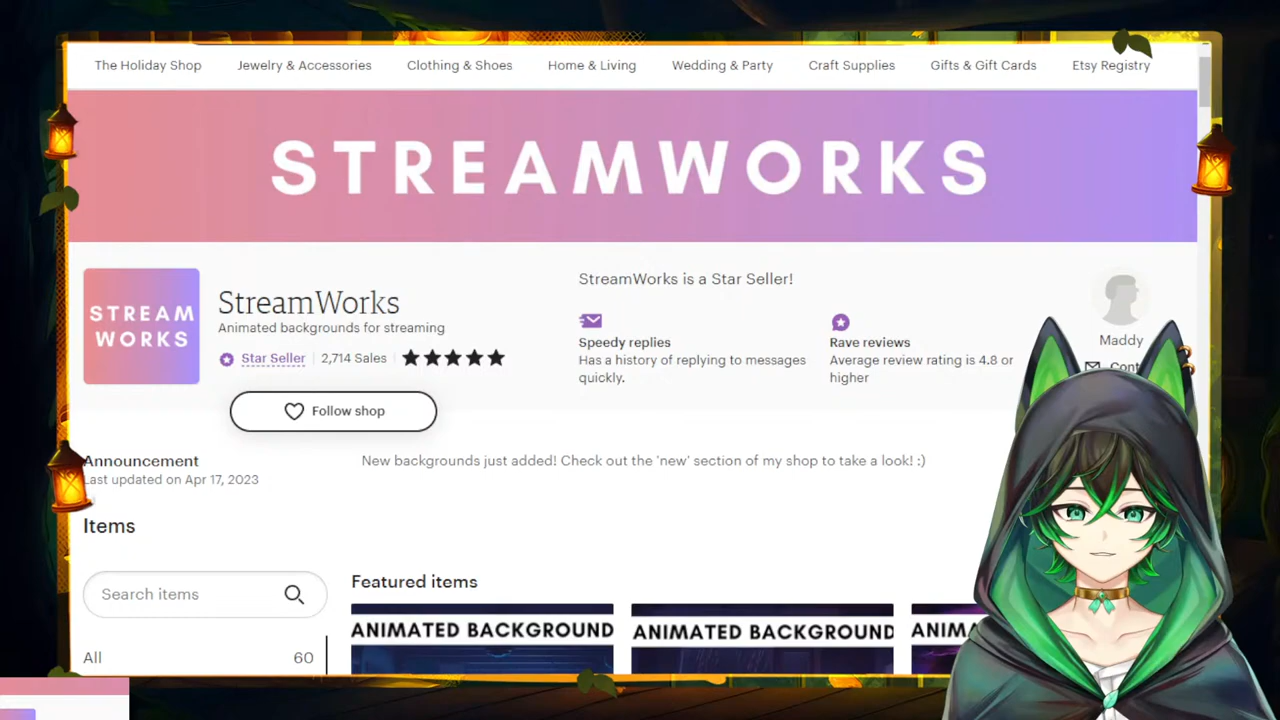 The Holiday Shop Jewelry & Accessories Clothing & Shoes Home & Living Wedding & Party Craft Supplies Gifts & Gift Cards Etsy Registry
STREAMWORKS
STREAM
WORKS
StreamWorks
Animated backgrounds for streaming
Star Seller 2,714 Sales
Follow shop
StreamWorks is a Star Seller!
Speedy replies
Has a history of replying to messages
quickly.
Rave reviews
Average review rating is 4.8 or
higher
Maddy
Cont
Announcement
Last updated on Apr 17, 2023
New backgrounds just added! Check out the 'new' section of my shop to take a look! :)
Items
Search items
All 60
Featured items
ANIMATED BACKGROUND ANIMATED BACKGROUND ANIMA